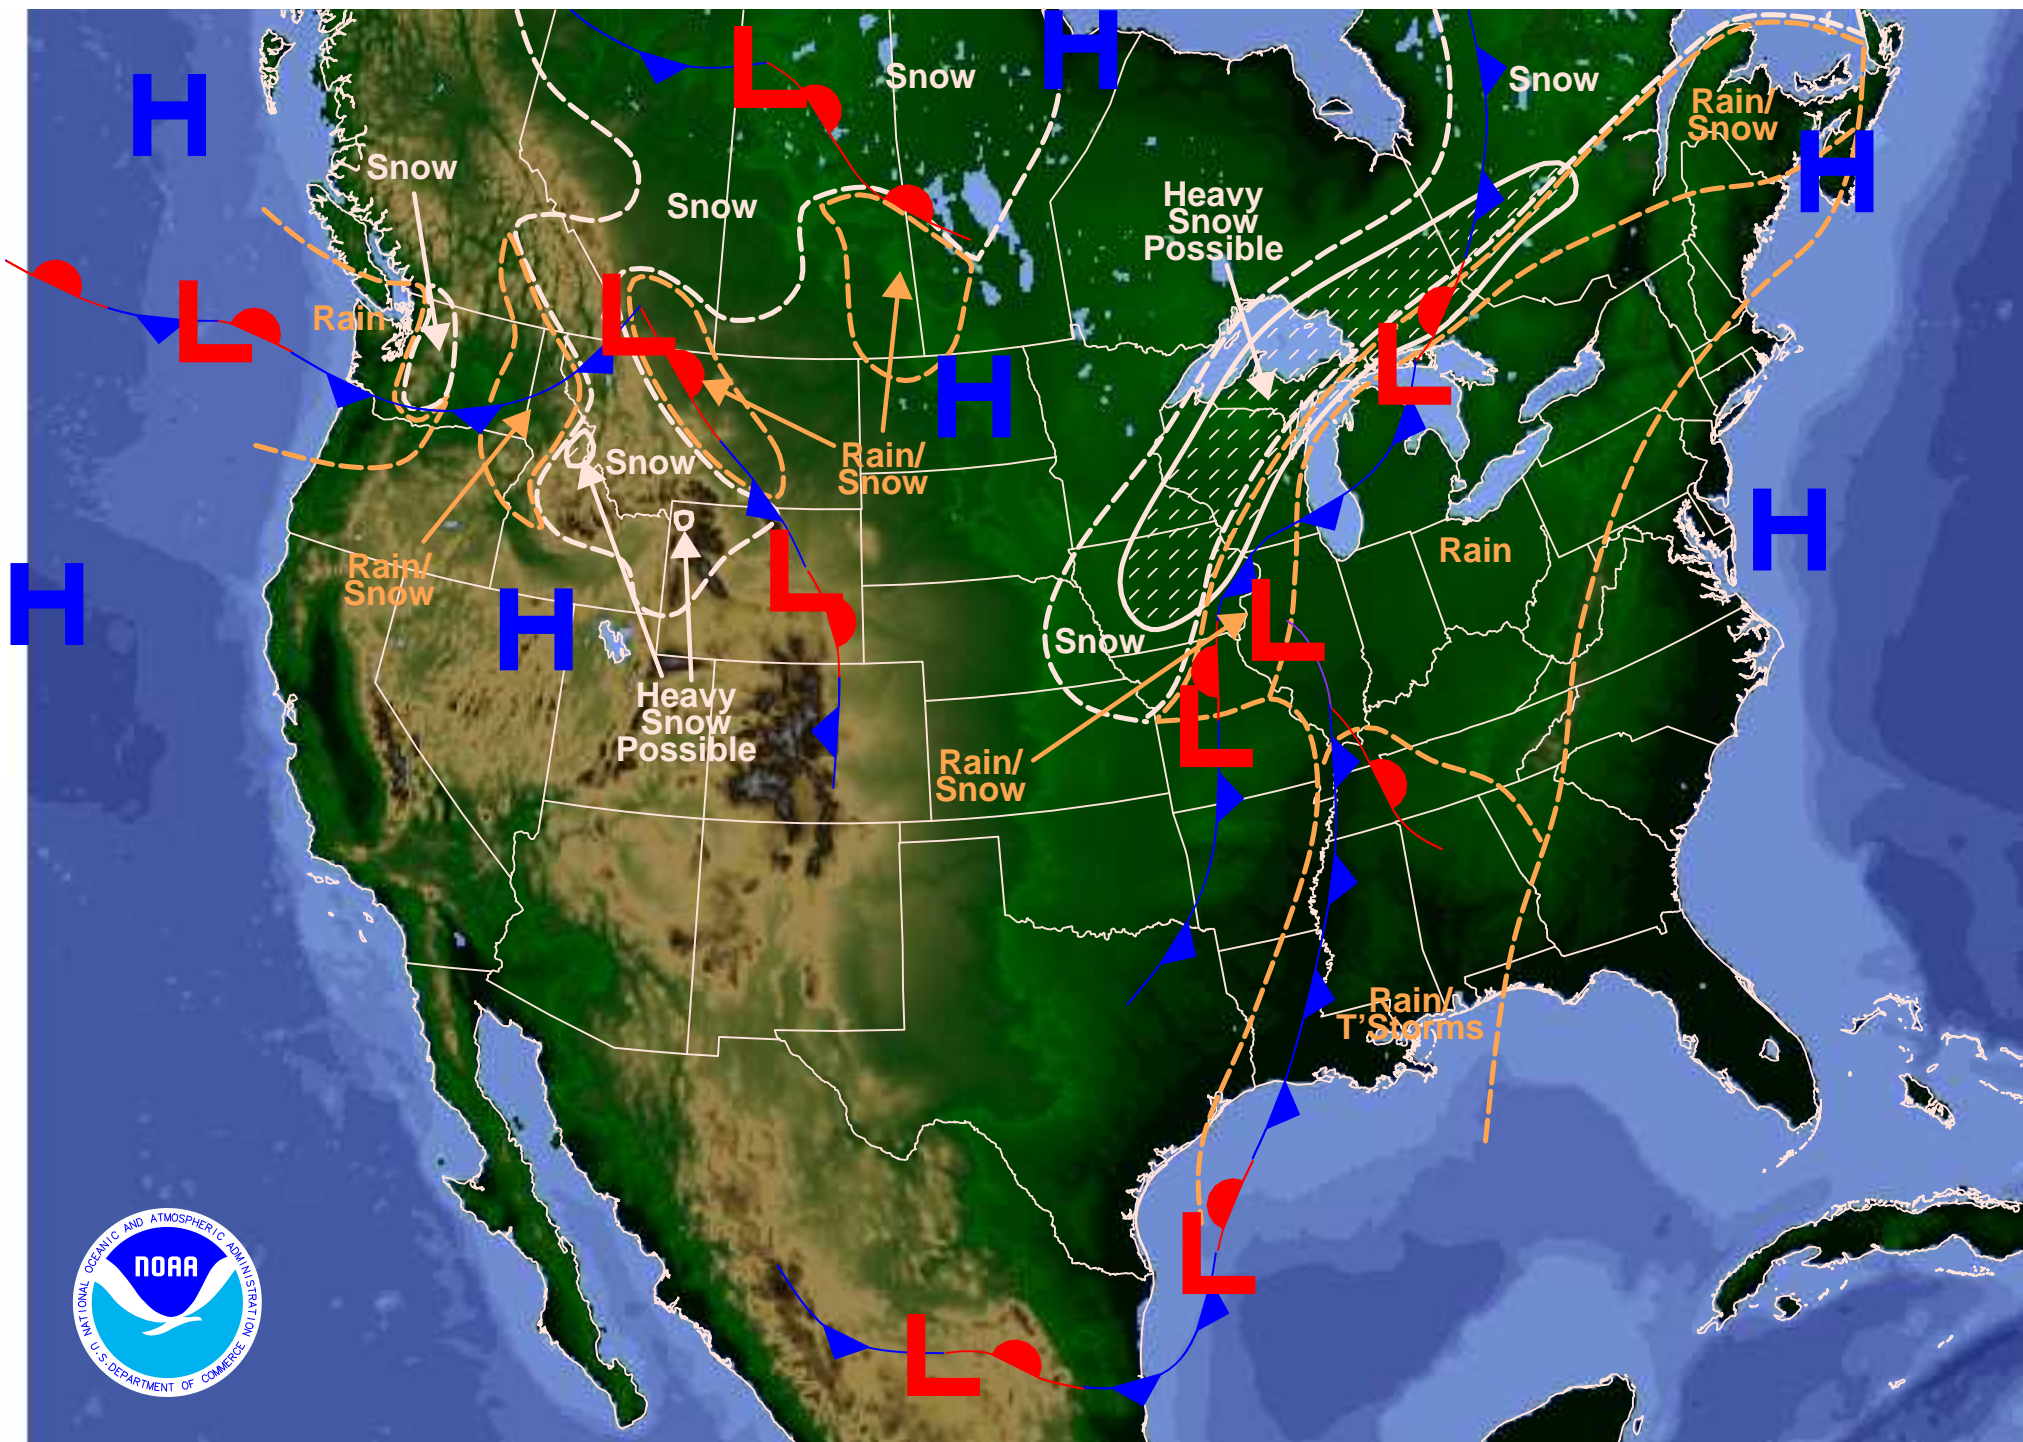 H
L
Snow
H
Snow
Rain/
Snow
H
Snow
Snow
Heavy
Snow
Possible
L
Rain
L
L
H
Snow
Rain/
Snow
H
Rain
L
Rain/
Snow
H
H
L
Snow
Heavy
Snow
Possible
L
Rain/
Snow
Rain/
T'Storms
L
L
NATIONAL OCEANIC AND ATMOSPHERIC ADMINISTRATION
NOAA
U.S. DEPARTMENT OF COMMERCE